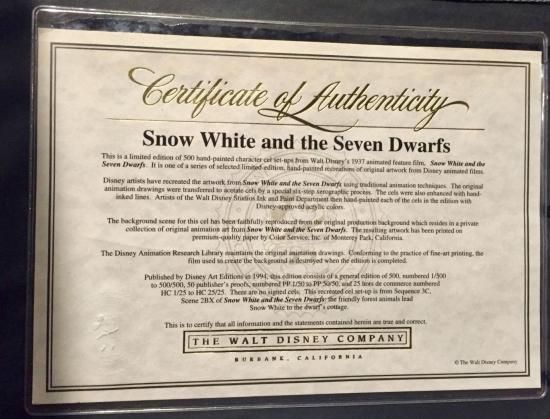 Certificate of Authenticity
Snow White and the Seven Dwarfs
This is a limited edition of 500 hand-painted character cel set-ups from Walt Disney's 1937 animated feature film, Snow White and the
Seven Dwarfs. It is one of a series of selected limited-edition, hand-painted recreations of original artwork from Disney animated films.
Disney artists have recreated the artwork from Snow White and the Seven Dwarfs using traditional animation techniques. The original
animation drawings were transferred to acetate cels by a special six-step serographic process. The cels were also enhanced with hand-
inked lines. Artists of the Walt Disney Studios Ink and Paint Department then hand-painted each of the cels in the edition with
Disney-approved acrylic colors.
The background scene for this cel has been faithfully reproduced from the original production background which resides in a private
collection of original animation art from Snow White and the Seven Dwarfs. The resulting artwork has been printed on
premium-quality paper by Color Service, Inc. of Monterey Park, California.
The Disney Animation Research Library maintains the original animation drawings. Conforming to the practice of fine-art printing, the
film used to create the background is destroyed when the edition is completed.
Published by Disney Art Editions in 1994, this edition consists of a general edition of 500, numbered 1/500
to 500/500, 50 publisher's proofs, numbered PP 1/50 to PP 50/50, and 25 hors de commerce numbered
HC 1/25 to HC 25/25. There are no signed cels. This recreated cel set-up is from Sequence 3C,
Scene 2BX of Snow White and the Seven Dwarfs: the friendly forest animals lead
Snow White to the dwarf's cottage.
This is to certify that all information and the statements contained herein are true and correct.
THE WALT DISNEY COMPANY
BURBANK, CALIFORNIA
© The Walt Disney Company